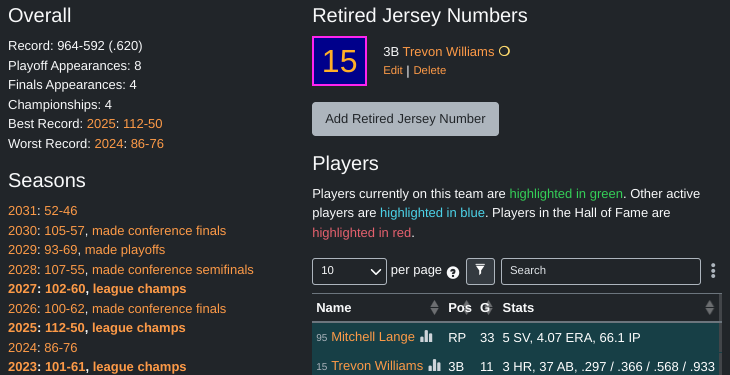 Overall
Record: 964-592 (.620)
Playoff Appearances: 8
Finals Appearances: 4
Championships: 4
Best Record: 2025: 112-50
Worst Record: 2024: 86-76
Seasons
2031: 52-46
2030: 105-57, made conference finals
2029: 93-69, made playoffs
2028: 107-55, made conference semifinals
2027: 102-60, league champs
2026: 100-62, made conference finals
2025: 112-50, league champs
2024: 86-76
2023: 101-61, league champs
Retired Jersey Numbers
15
3B Trevon Williams
Edit | Delete
Add Retired Jersey Number
Players
Players currently on this team are highlighted in green. Other active
players are highlighted in blue. Players in the Hall of Fame are
highlighted in red.
10 per page ? Search
Name Pos G Stats
95 Mitchell Lange RP 33 5 SV, 4.07 ERA, 66.1 IP
15 Trevon Williams 3B 11 3 HR, 37 AB, .297 / .366 / .568 / .933